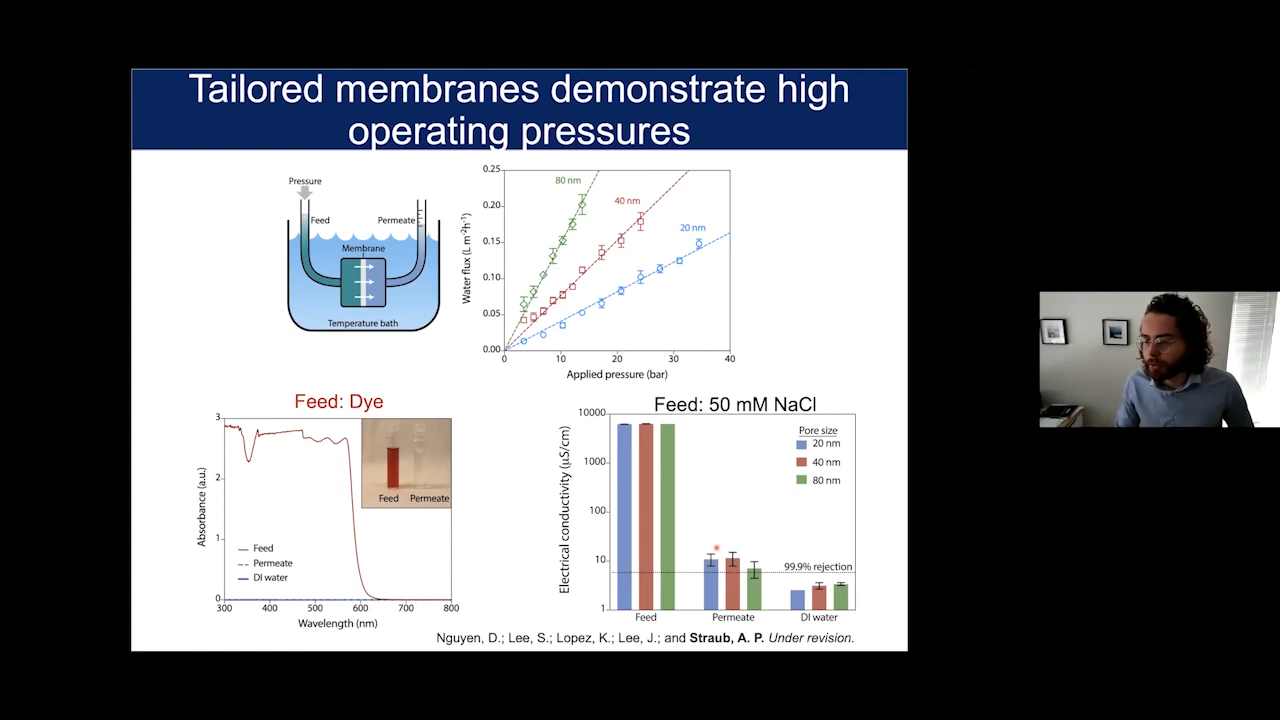 Tailored membranes demonstrate high
operating pressures
Pressure
Feed
Permeate
Membrane
Temperature bath
Water flux (L m⁻²h⁻¹)
0.25
0.20
0.15
0.10
0.05
0.00
80 nm
40 nm
20 nm
0 10 20 30 40
Applied pressure (bar)
Feed: Dye
Absorbance (a.u.)
3
2
1
0
Feed Permeate
Feed
Permeate
DI water
300 400 500 600 700 800
Wavelength (nm)
Feed: 50 mM NaCl
Electrical conductivity (µS/cm)
10000
1000
100
10
1
Pore size
20 nm
40 nm
80 nm
99.9% rejection
Feed Permeate DI water
Nguyen, D.; Lee, S.; Lopez, K.; Lee, J.; and Straub, A. P. Under revision.